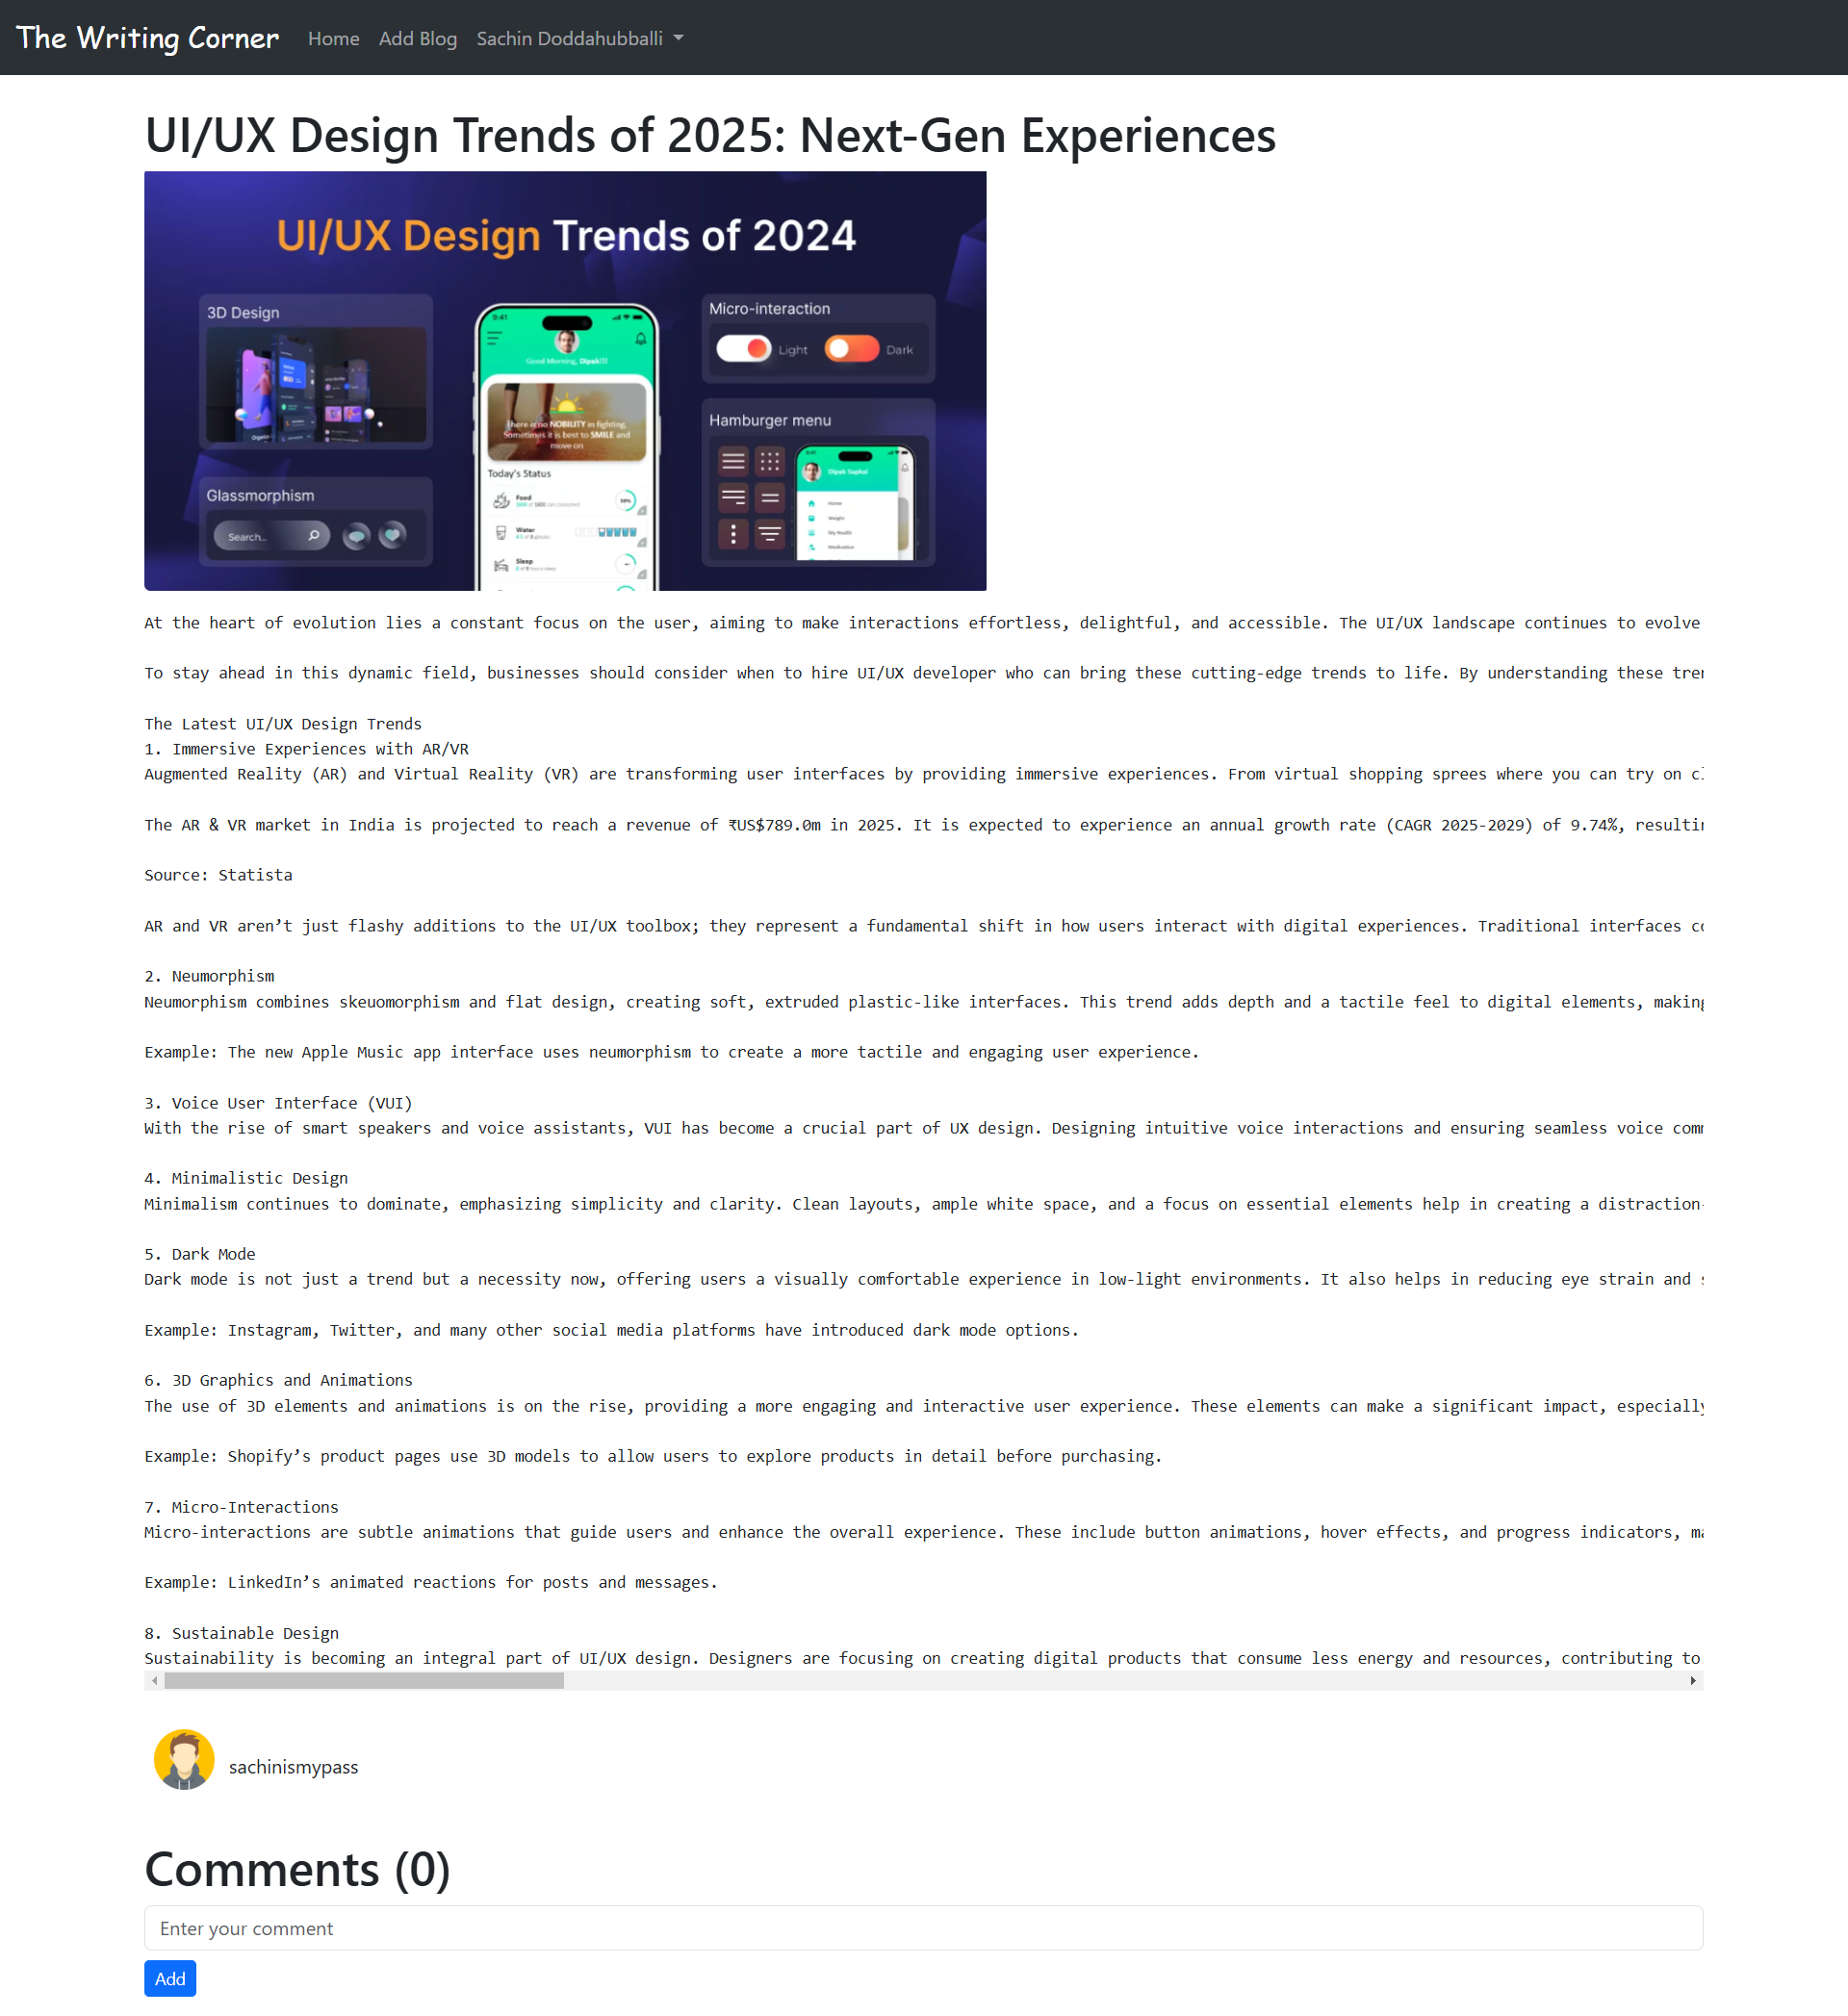 The Writing Corner Home Add Blog Sachin Doddahubballi
UI/UX Design Trends of 2025: Next-Gen Experiences
UI/UX Design Trends of 2024
3D Design
Glassmorphism
Search...
9:41
Good Morning, Dipak!!!
There is no NOBILITY in fighting.
Sometimes it is best to SMILE and
move on
Today's Status
Food
Water
Sleep
Micro-interaction
Light Dark
Hamburger menu
9:41
Dipak Sapkal
Home
Weight
My Health
Medication
At the heart of evolution lies a constant focus on the user, aiming to make interactions effortless, delightful, and accessible. The UI/UX landscape continues to evolve
To stay ahead in this dynamic field, businesses should consider when to hire UI/UX developer who can bring these cutting-edge trends to life. By understanding these
The Latest UI/UX Design Trends
1. Immersive Experiences with AR/VR
Augmented Reality (AR) and Virtual Reality (VR) are transforming user interfaces by providing immersive experiences. From virtual shopping sprees where you can try on
The AR & VR market in India is projected to reach a revenue of ₹US$789.0m in 2025. It is expected to experience an annual growth rate (CAGR 2025-2029) of 9.74%,
Source: Statista
AR and VR aren’t just flashy additions to the UI/UX toolbox; they represent a fundamental shift in how users interact with digital experiences. Traditional interfaces
2. Neumorphism
Neumorphism combines skeuomorphism and flat design, creating soft, extruded plastic-like interfaces. This trend adds depth and a tactile feel to digital elements, making
Example: The new Apple Music app interface uses neumorphism to create a more tactile and engaging user experience.
3. Voice User Interface (VUI)
With the rise of smart speakers and voice assistants, VUI has become a crucial part of UX design. Designing intuitive voice interactions and ensuring seamless voice
4. Minimalistic Design
Minimalism continues to dominate, emphasizing simplicity and clarity. Clean layouts, ample white space, and a focus on essential elements help in creating a distraction-
5. Dark Mode
Dark mode is not just a trend but a necessity now, offering users a visually comfortable experience in low-light environments. It also helps in reducing eye strain and
Example: Instagram, Twitter, and many other social media platforms have introduced dark mode options.
6. 3D Graphics and Animations
The use of 3D elements and animations is on the rise, providing a more engaging and interactive user experience. These elements can make a significant impact, especially
Example: Shopify’s product pages use 3D models to allow users to explore products in detail before purchasing.
7. Micro-Interactions
Micro-interactions are subtle animations that guide users and enhance the overall experience. These include button animations, hover effects, and progress indicators,
Example: LinkedIn’s animated reactions for posts and messages.
8. Sustainable Design
Sustainability is becoming an integral part of UI/UX design. Designers are focusing on creating digital products that consume less energy and resources, contributing to
sachinismypass
Comments (0)
Enter your comment
Add